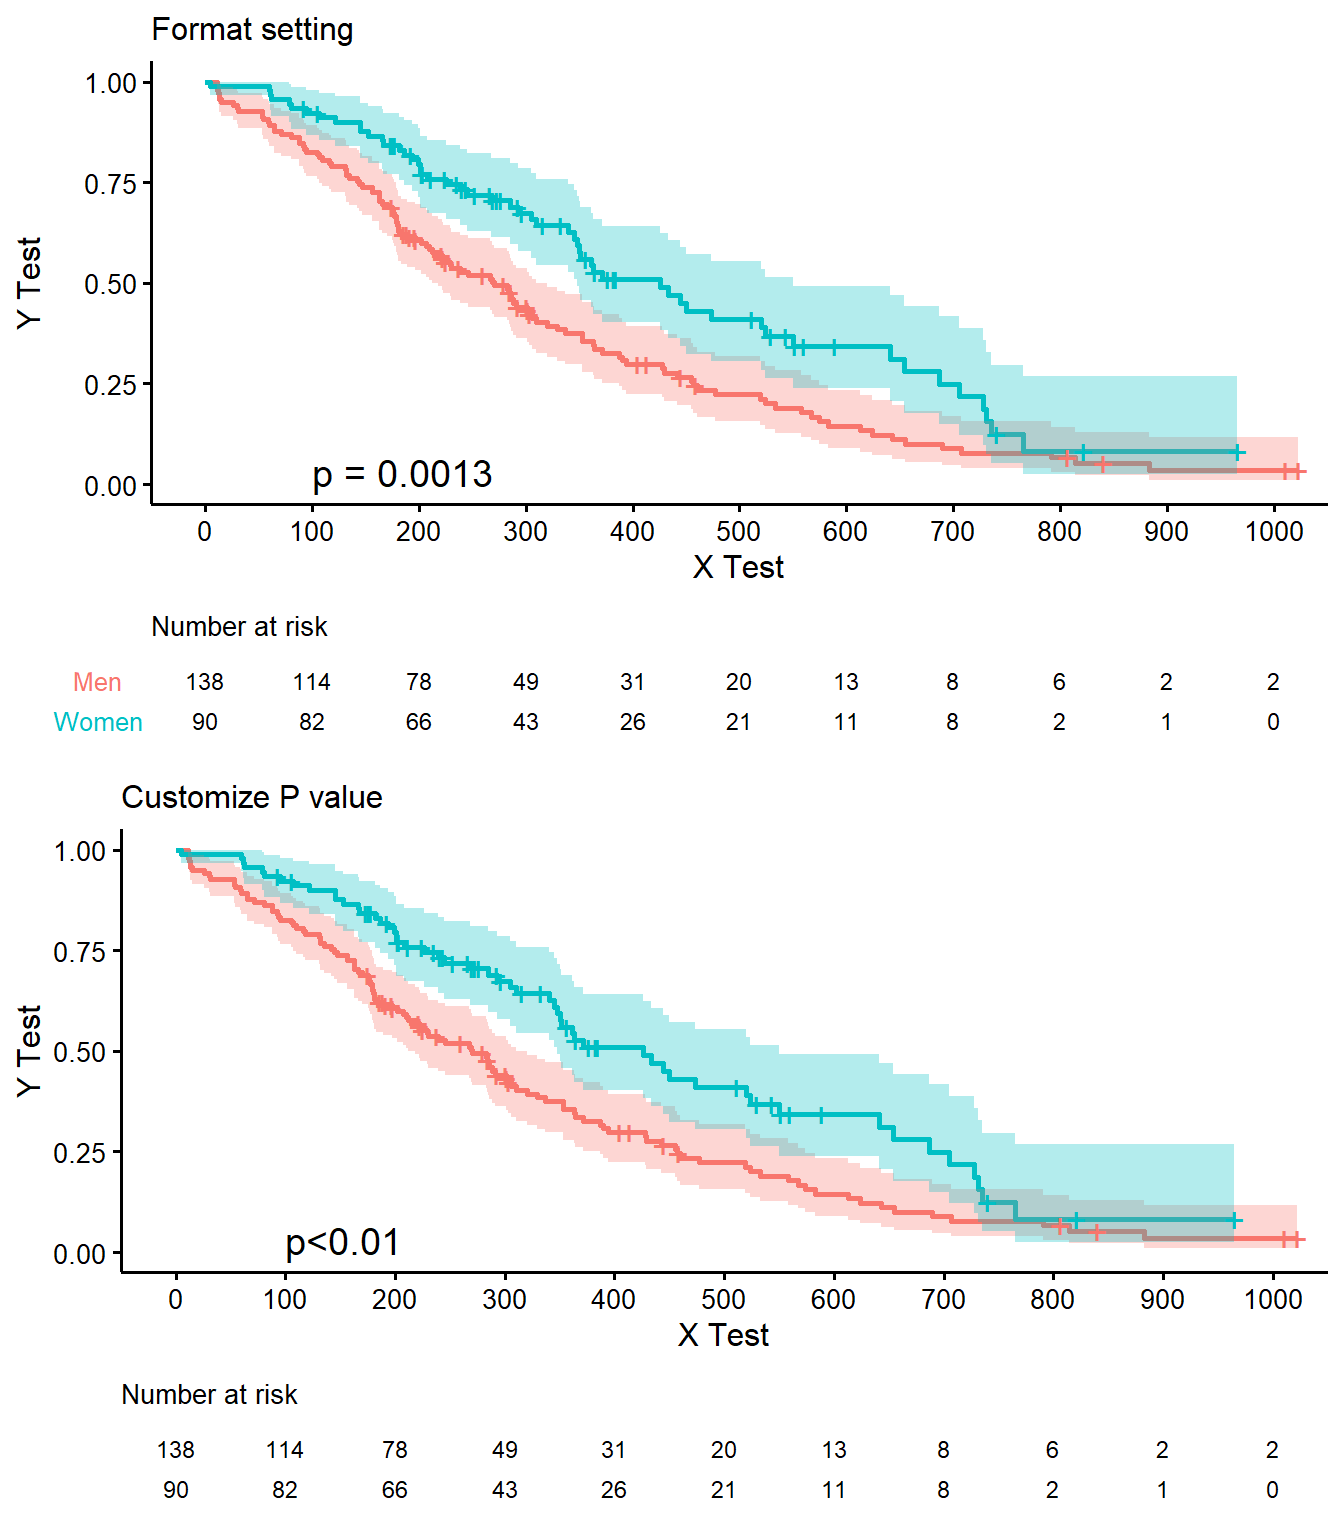 Format setting
1.00
0.75
0.50
0.25
0.00
Y Test
p = 0.0013
0 100 200 300 400 500 600 700 800 900 1000
X Test
Number at risk
Men 138 114 78 49 31 20 13 8 6 2 2
Women 90 82 66 43 26 21 11 8 2 1 0
Customize P value
1.00
0.75
0.50
0.25
0.00
Y Test
p<0.01
0 100 200 300 400 500 600 700 800 900 1000
X Test
Number at risk
138 114 78 49 31 20 13 8 6 2 2
90 82 66 43 26 21 11 8 2 1 0